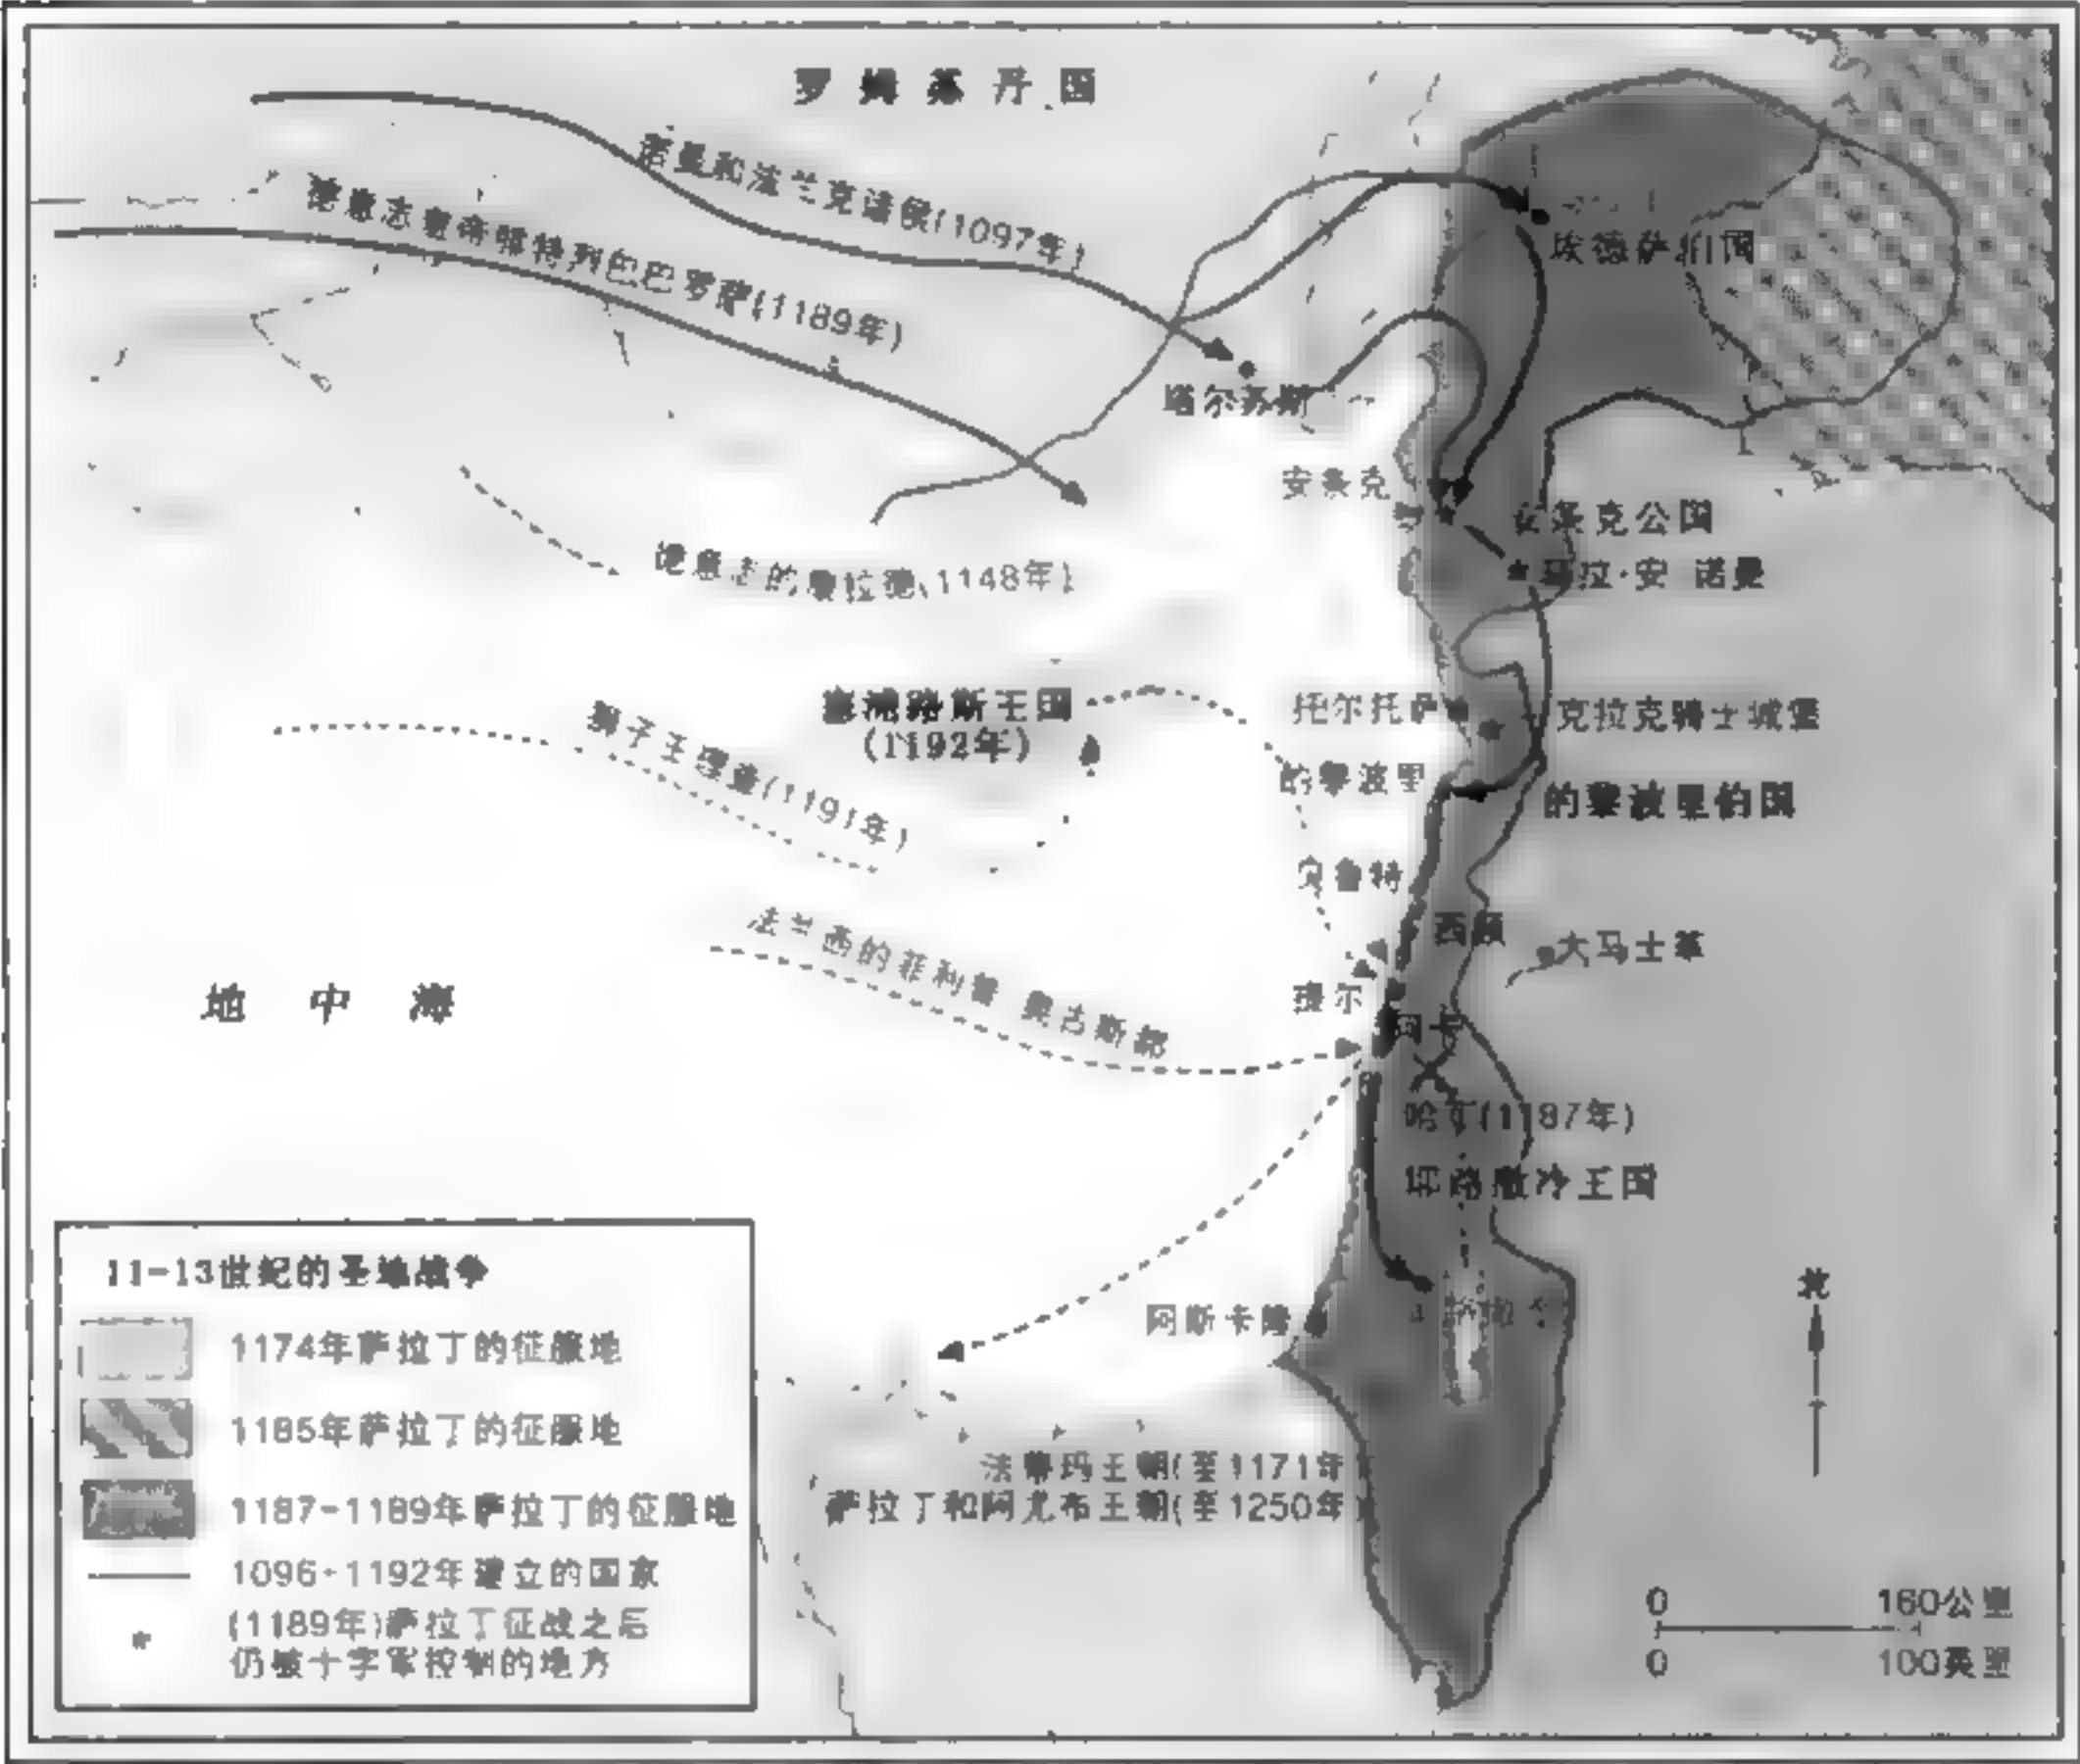 罗姆苏丹国
诺曼和法兰克诸侯(1097年)
德意志皇帝腓特列巴巴罗萨(1189年)
埃德萨伯国
塔尔苏斯
安条克
安条克公国
马拉·安 诺曼
德意志的康拉德(1148年)
塞浦路斯王国
(1192年)
托尔托萨
克拉克骑士城堡
狮子王理查(1191年)
的黎波里
的黎波里伯国
贝鲁特
西顿
大马士革
法兰西的菲利普 奥古斯都
提尔
阿卡
地中海
哈丁(1187年)
耶路撒冷王国
阿斯卡隆
北
法蒂玛王朝(至1171年)
萨拉丁和阿尤布王朝(至1250年)
11-13世纪的圣地战争
1174年萨拉丁的征服地
1185年萨拉丁的征服地
1187-1189年萨拉丁的征服地
1096-1192年建立的国家
(1189年)萨拉丁征战之后
仍被十字军控制的地方
0 160公里
0 100英里